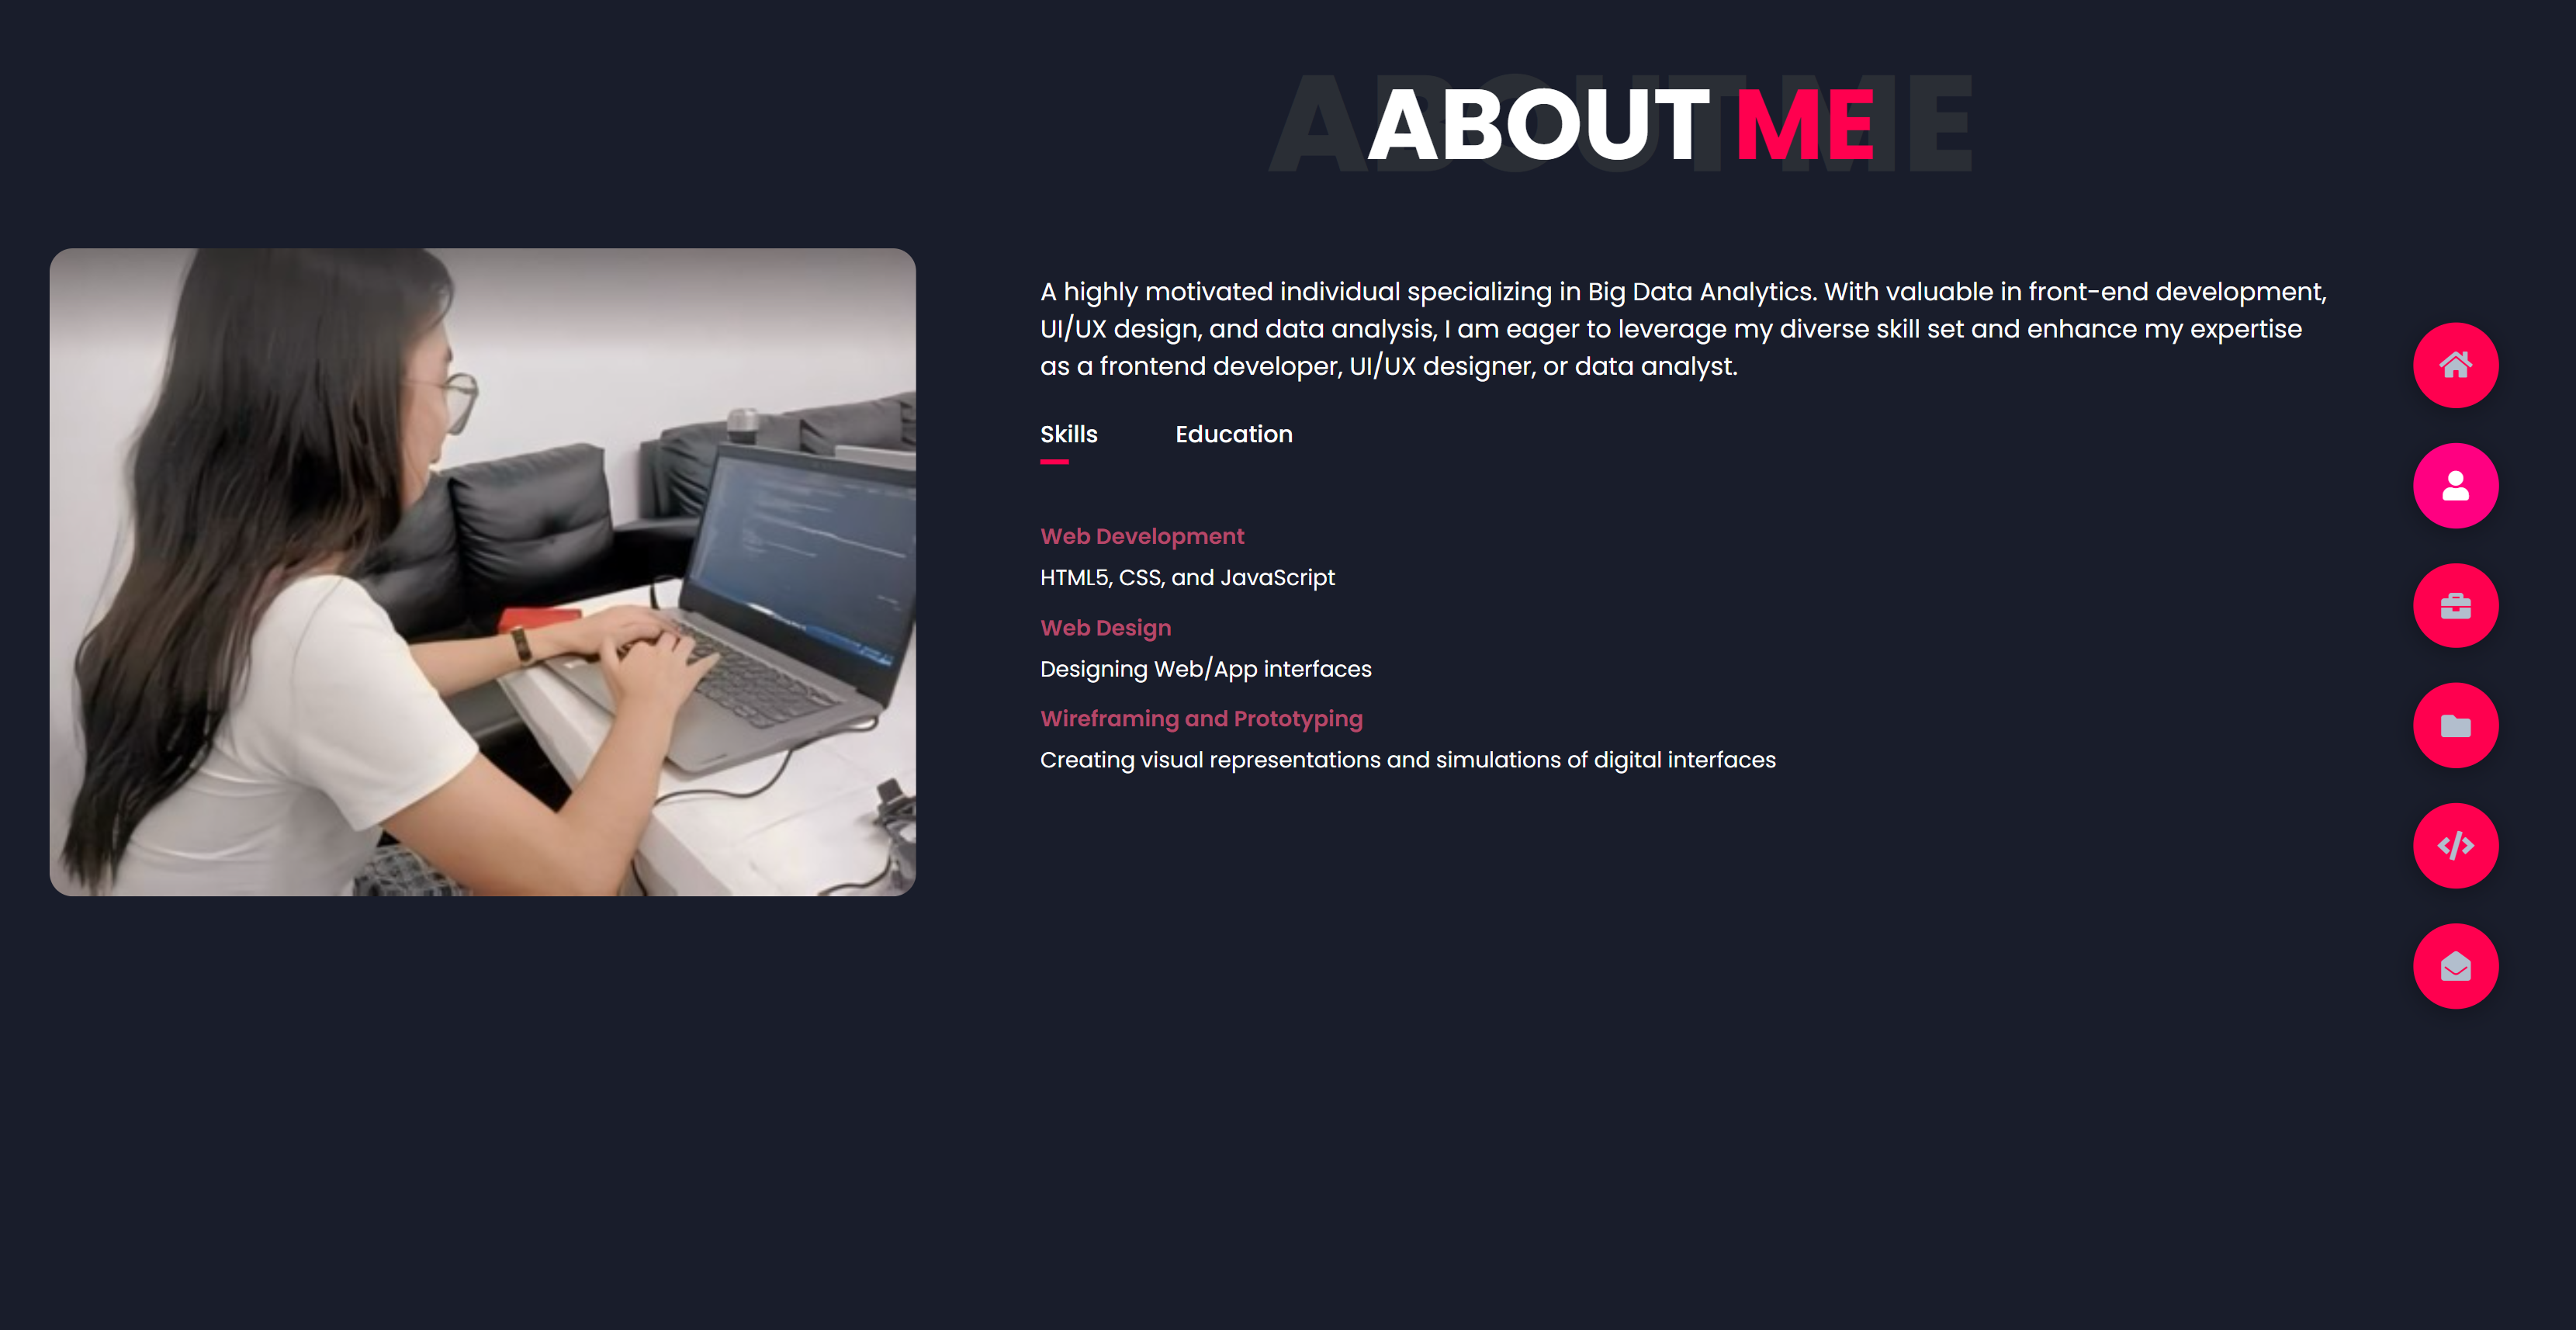 ABOUT ME
ABOUT ME
A highly motivated individual specializing in Big Data Analytics. With valuable in front-end development,
UI/UX design, and data analysis, I am eager to leverage my diverse skill set and enhance my expertise
as a frontend developer, UI/UX designer, or data analyst.
Skills Education
Web Development
HTML5, CSS, and JavaScript
Web Design
Designing Web/App interfaces
Wireframing and Prototyping
Creating visual representations and simulations of digital interfaces